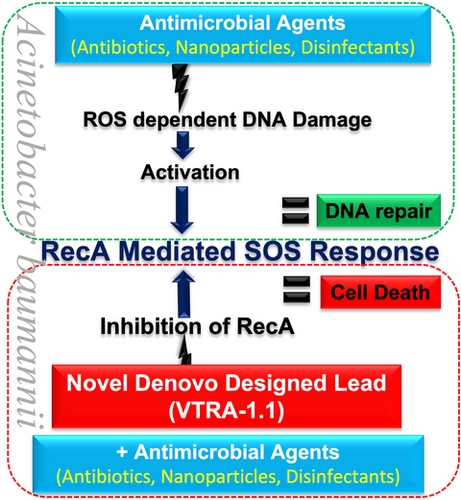 Acinetobacter baumannii
Antimicrobial Agents
(Antibiotics, Nanoparticles, Disinfectants)
ROS dependent DNA Damage
Activation
= DNA repair
RecA Mediated SOS Response
= Cell Death
Inhibition of RecA
Novel Denovo Designed Lead
(VTRA-1.1)
+ Antimicrobial Agents
(Antibiotics, Nanoparticles, Disinfectants)